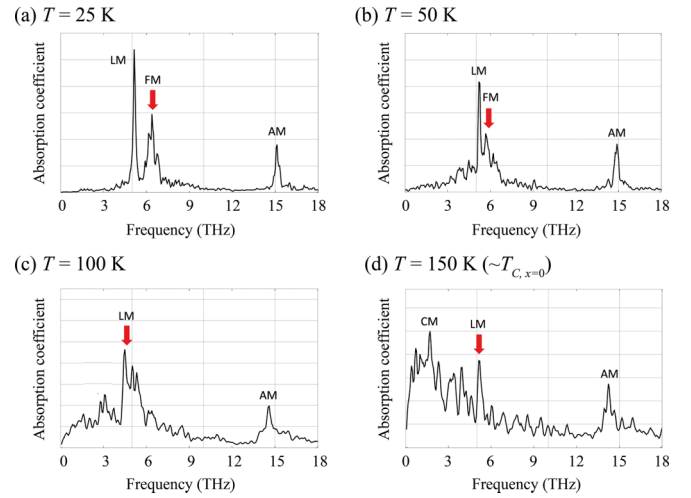 (a) T = 25 K
(b) T = 50 K
Absorption coefficient
LM
FM
AM
0 3 6 9 12 15 18
Frequency (THz)
Absorption coefficient
LM
FM
AM
0 3 6 9 12 15 18
Frequency (THz)
(c) T = 100 K
(d) T = 150 K (~T_{C, x=0})
Absorption coefficient
LM
AM
0 3 6 9 12 15 18
Frequency (THz)
Absorption coefficient
CM
LM
AM
0 3 6 9 12 15 18
Frequency (THz)